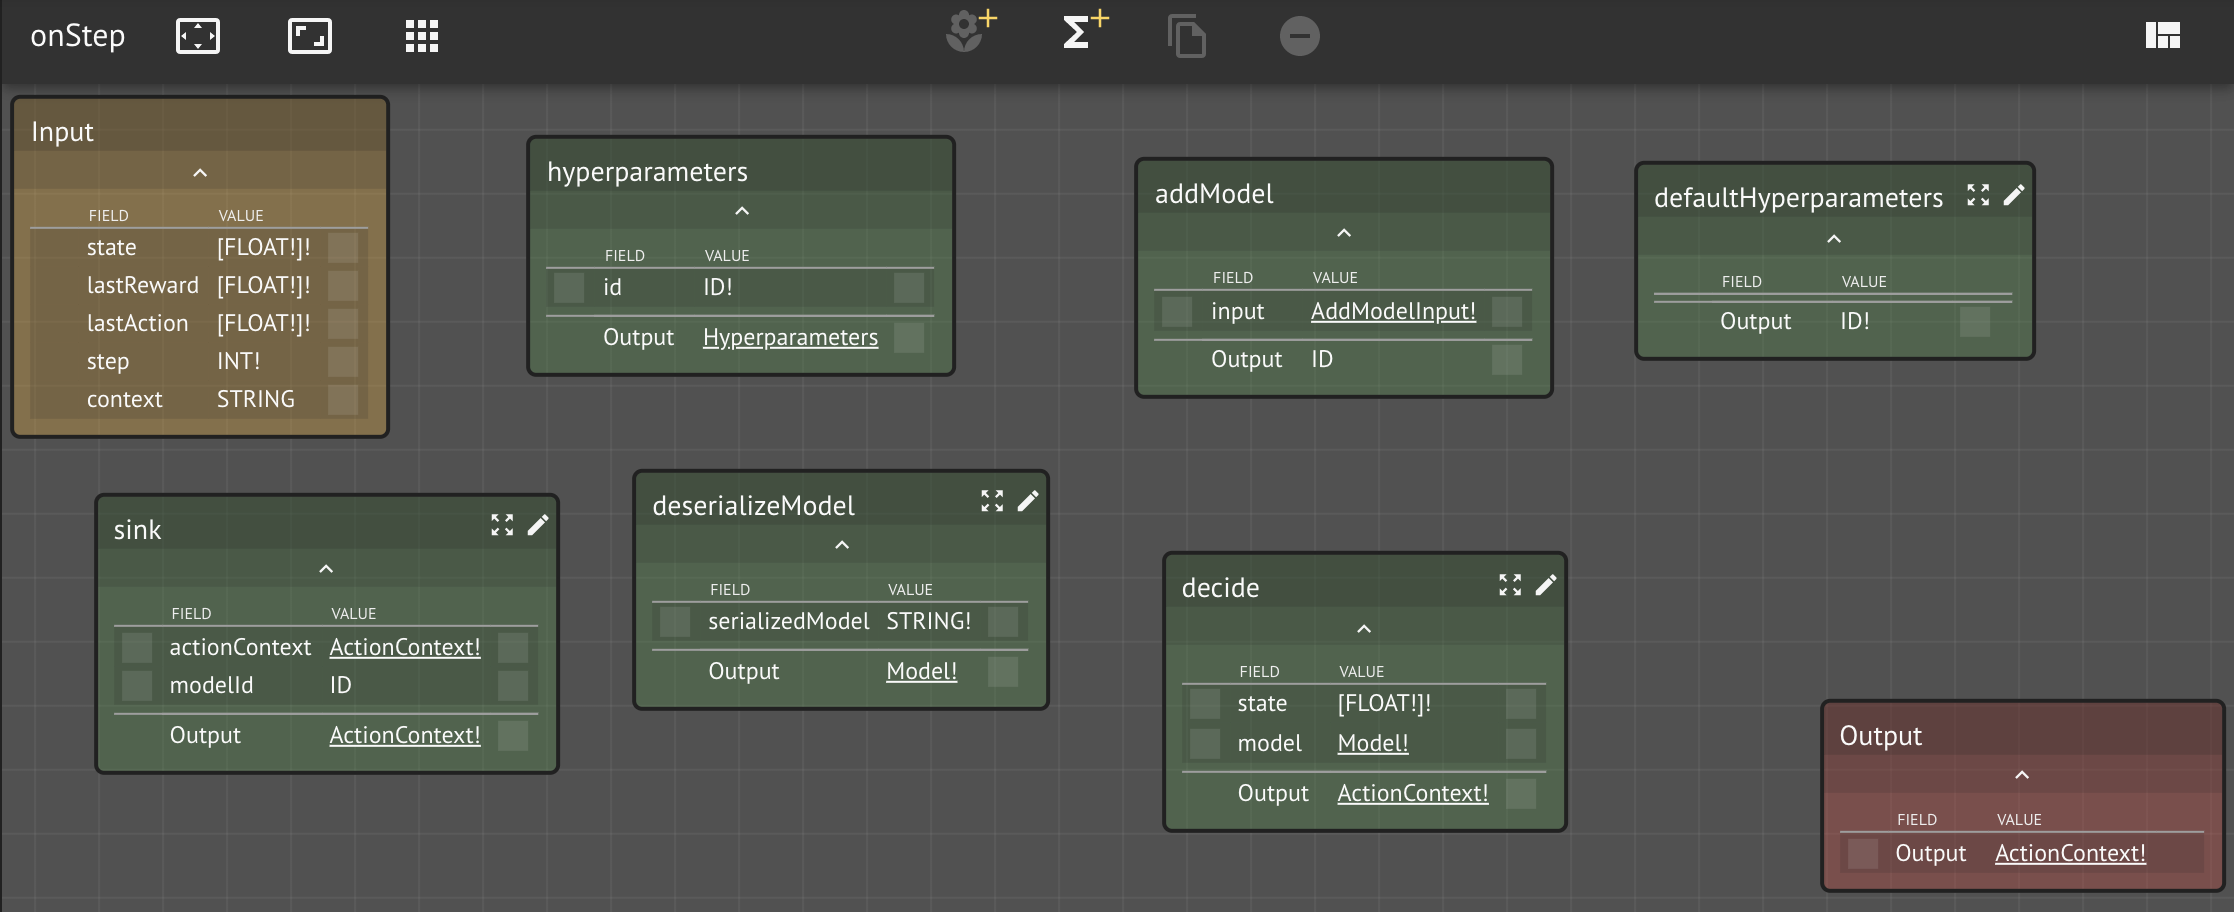 onStep
Input
FIELD VALUE
state [FLOAT!]!
lastReward [FLOAT!]!
lastAction [FLOAT!]!
step INT!
context STRING
hyperparameters
FIELD VALUE
id ID!
Output Hyperparameters
addModel
FIELD VALUE
input AddModelInput!
Output ID
defaultHyperparameters
FIELD VALUE
Output ID!
sink
FIELD VALUE
actionContext ActionContext!
modelId ID
Output ActionContext!
deserializeModel
FIELD VALUE
serializedModel STRING!
Output Model!
decide
FIELD VALUE
state [FLOAT!]!
model Model!
Output ActionContext!
Output
FIELD VALUE
Output ActionContext!